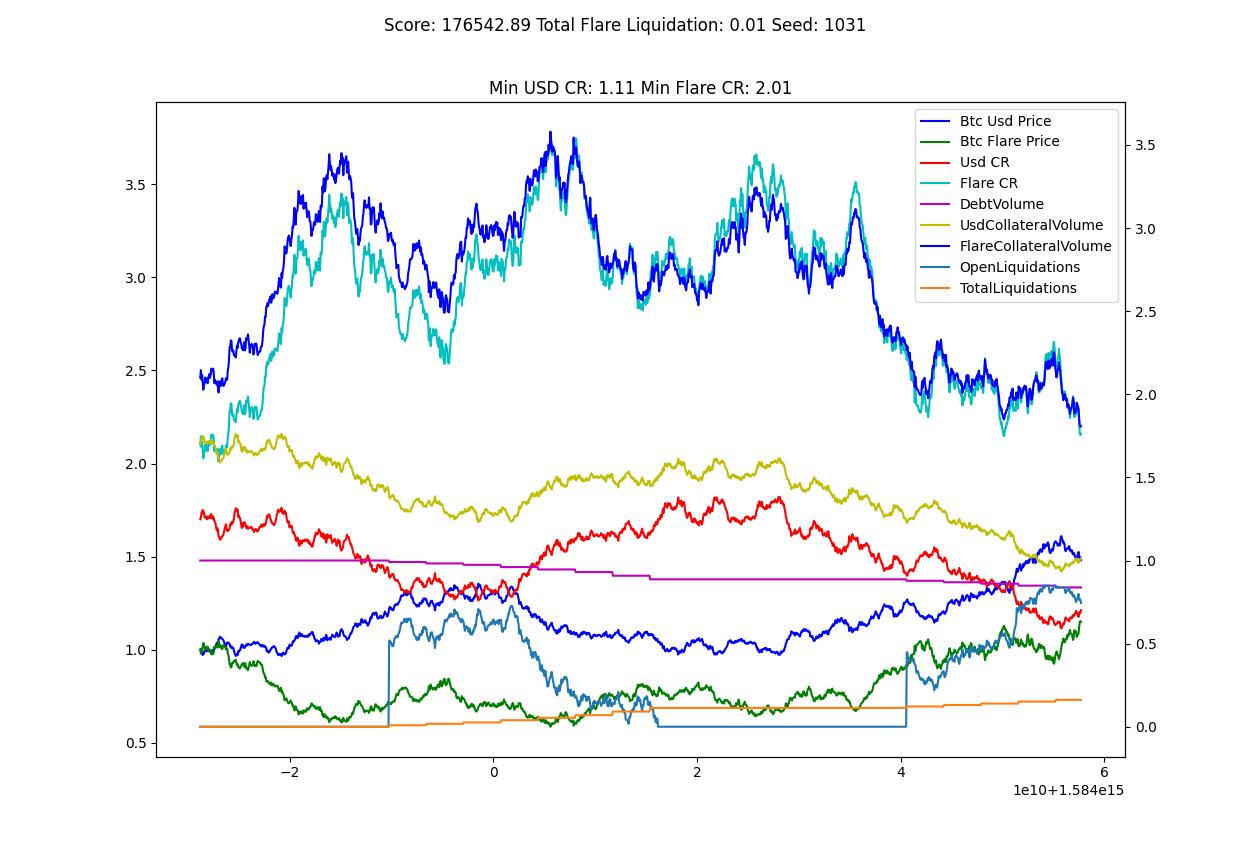 Score: 176542.89 Total Flare Liquidation: 0.01 Seed: 1031
Min USD CR: 1.11 Min Flare CR: 2.01
Btc Usd Price
Btc Flare Price
Usd CR
Flare CR
DebtVolume
UsdCollateralVolume
FlareCollateralVolume
OpenLiquidations
TotalLiquidations
3.5
3.0
2.5
2.0
1.5
1.0
0.5
3.5
3.0
2.5
2.0
1.5
1.0
0.5
0.0
−2
0
2
4
6
1e10+1.584e15